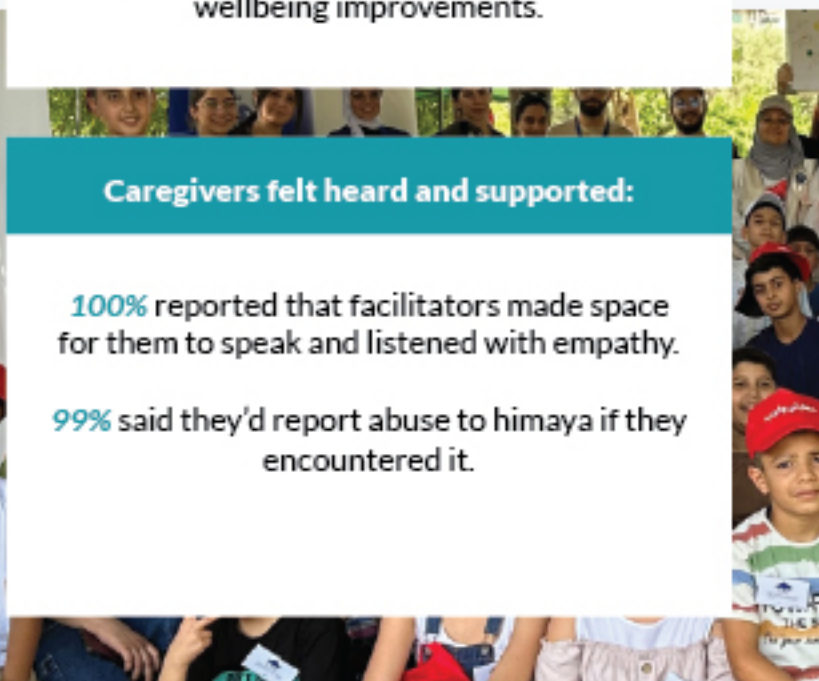 wellbeing improvements.
Caregivers felt heard and supported:
100% reported that facilitators made space
for them to speak and listened with empathy.
99% said they'd report abuse to himaya if they
encountered it.